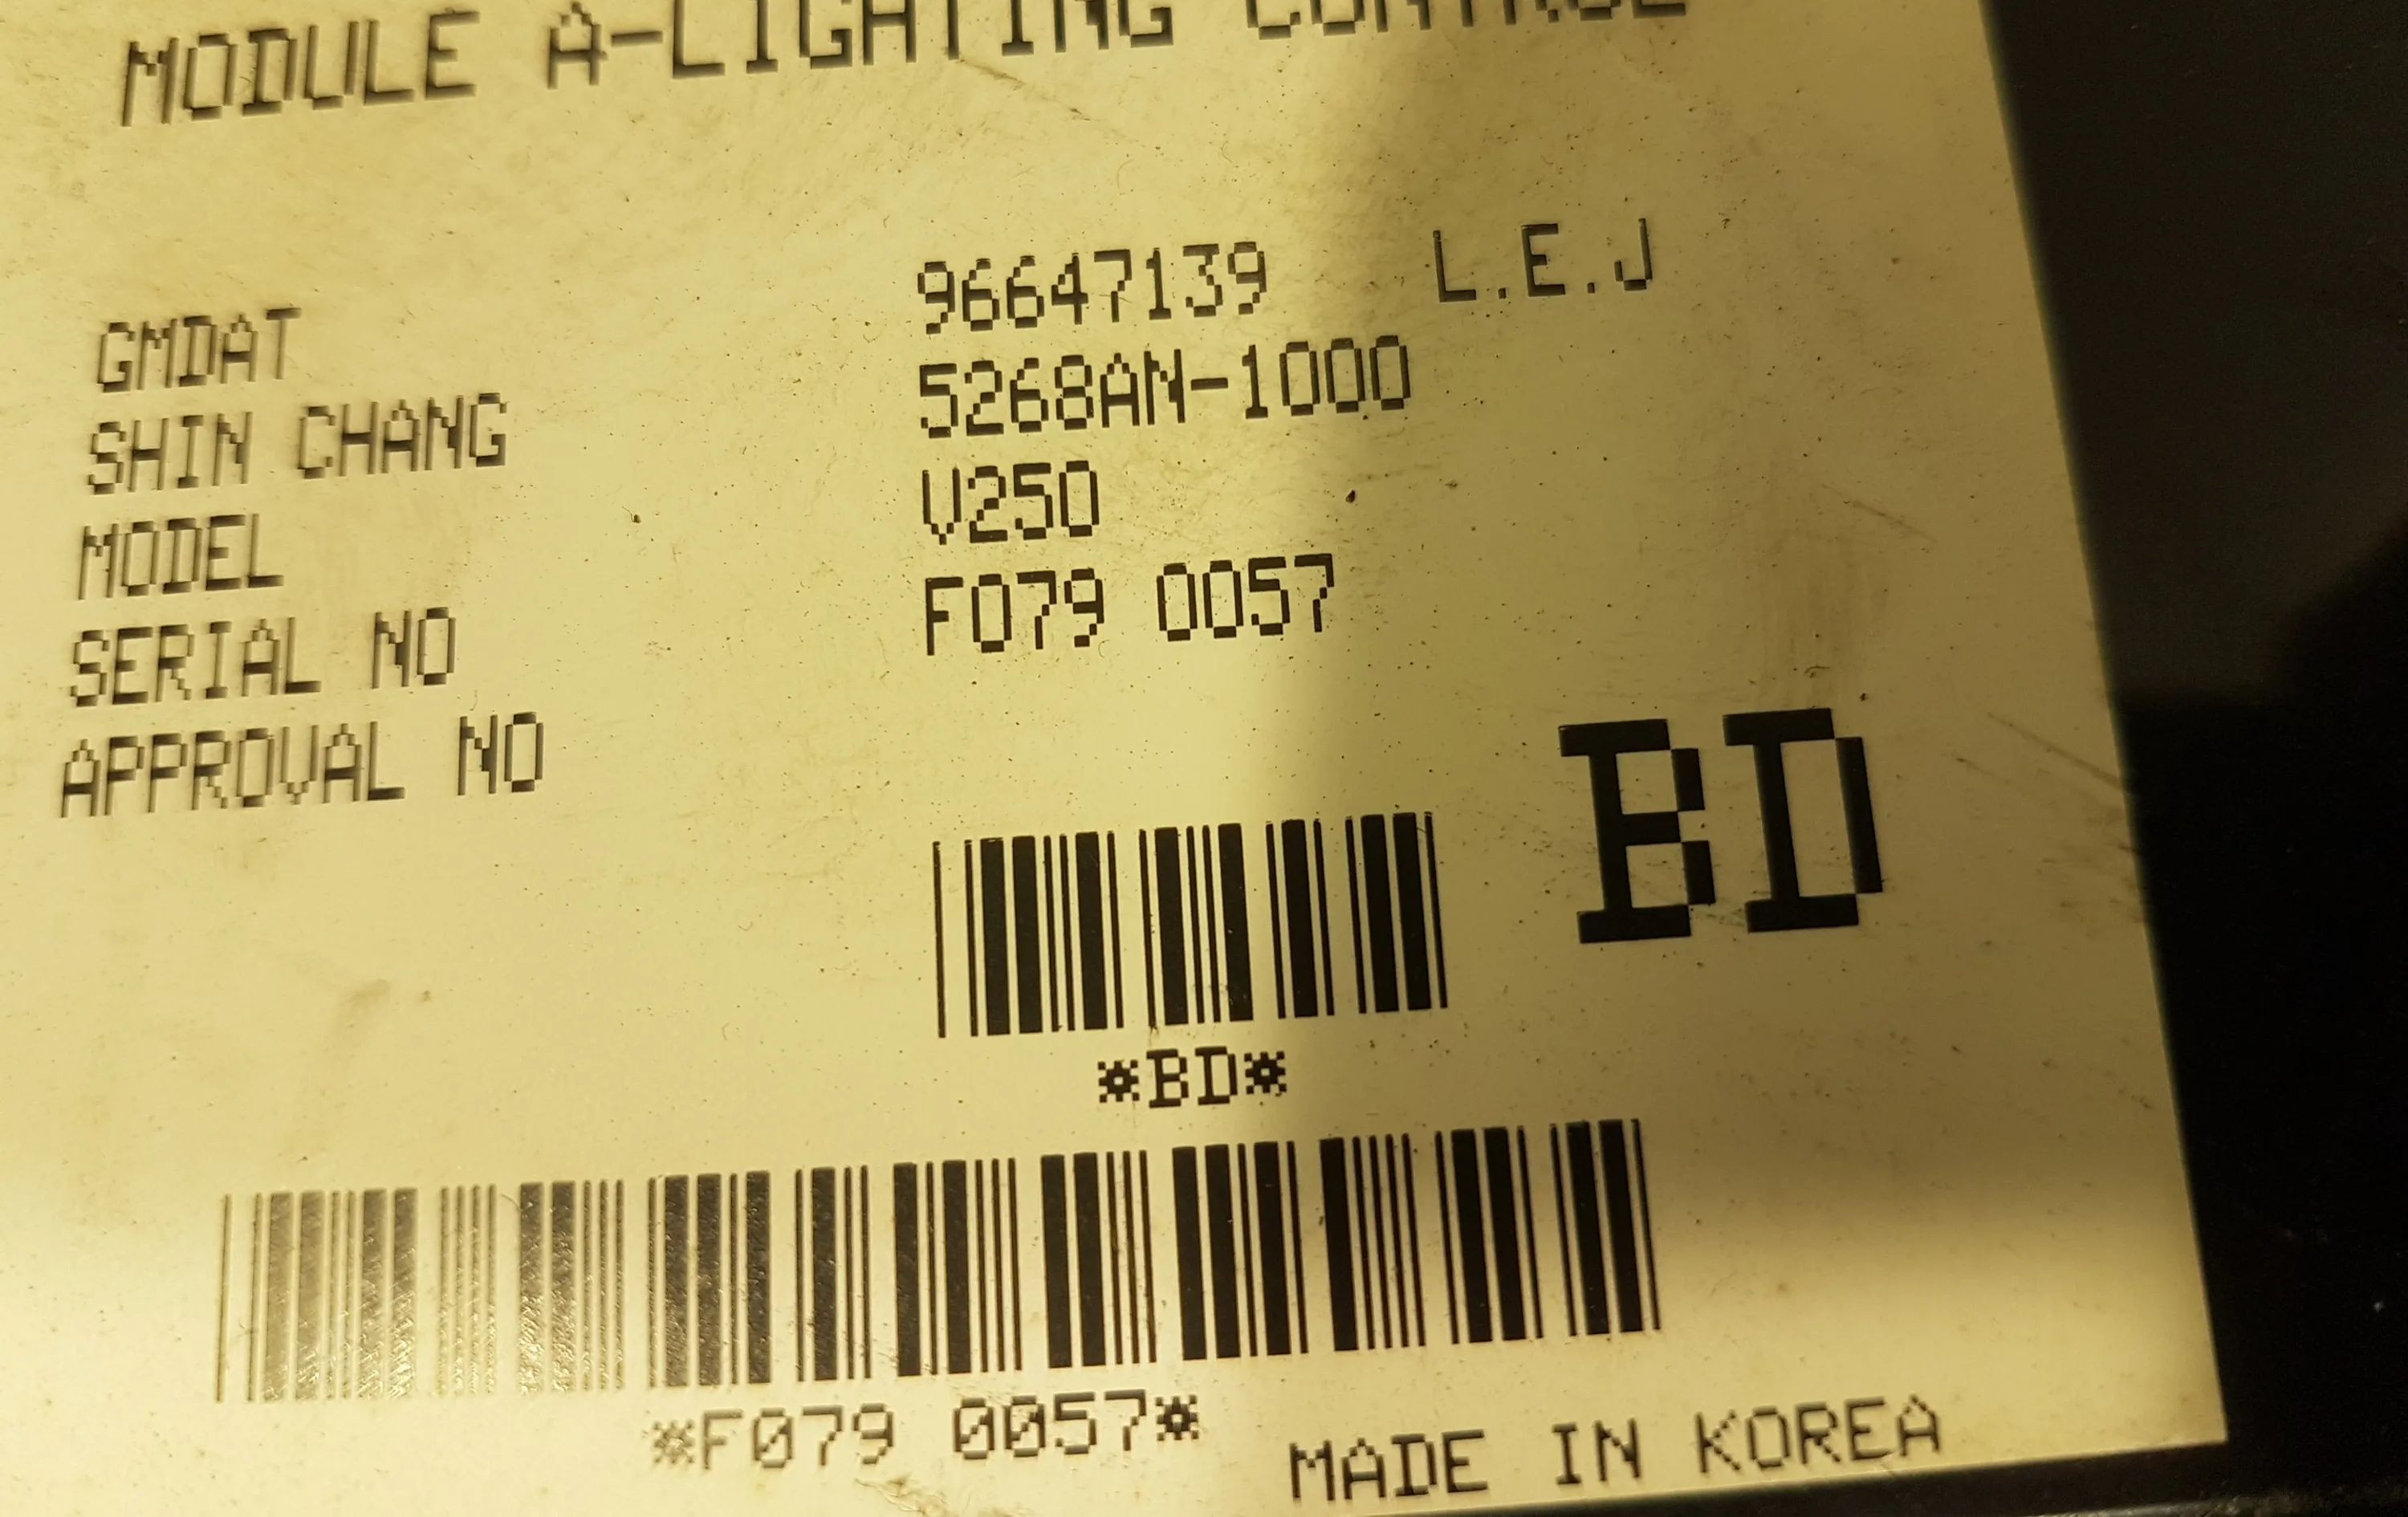 MODULE A-LIGHTING CONTROL
GMDAT 96647139 L.E.J
SHIN CHANG 5268AN-1000
MODEL V250
SERIAL NO F079 0057
APPROVAL NO
BD
*BD*
*F079 0057*
MADE IN KOREA